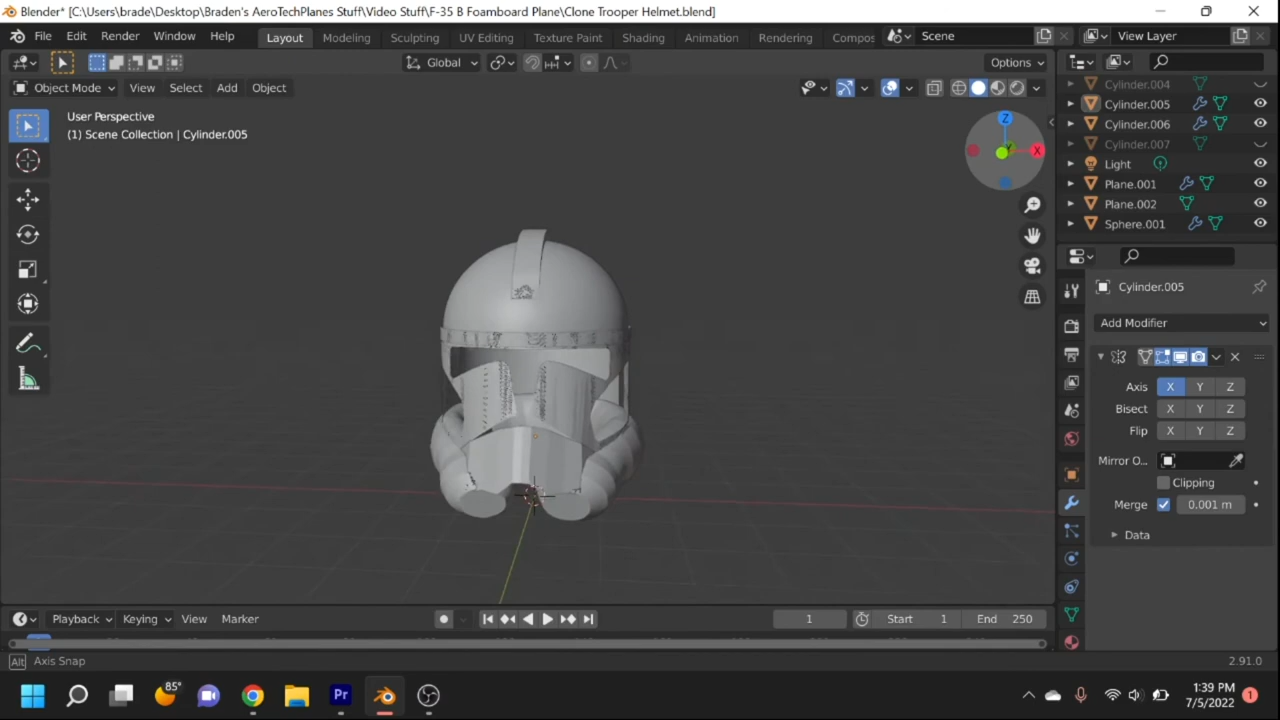 Blender* [C:\Users\brade\Desktop\Braden's AeroTechPlanes Stuff\Video Stuff\F-35 B Foamboard Plane\Clone Trooper Helmet.blend]
File Edit Render Window Help Layout Modeling Sculpting UV Editing Texture Paint Shading Animation Rendering Compos Scene View Layer
Global Options
Object Mode View Select Add Object
User Perspective
(1) Scene Collection | Cylinder.005
Z
Y
X
Cylinder.004
Cylinder.005
Cylinder.006
Cylinder.007
Light
Plane.001
Plane.002
Sphere.001
Cylinder.005
Add Modifier
Axis X Y Z
Bisect X Y Z
Flip X Y Z
Mirror O...
Clipping
Merge 0.001 m
Data
Playback Keying View Marker 1 Start 1 End 250
Alt Axis Snap 2.91.0
85°
Pr
1:39 PM
7/5/2022
1